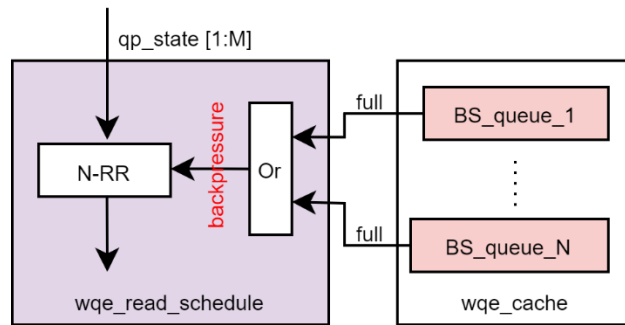 qp_state [1:M]
full
BS_queue_1
N-RR
backpressure
Or
full
BS_queue_N
wqe_read_schedule
wqe_cache